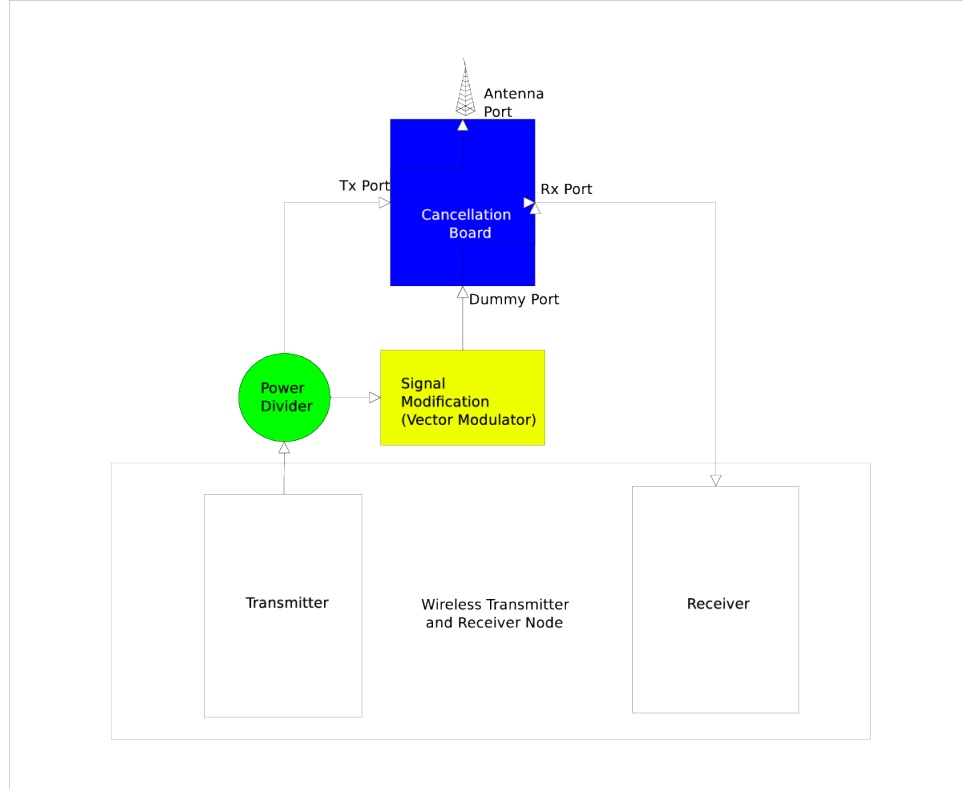 Antenna
Port
Tx Port
Rx Port
Cancellation
Board
Dummy Port
Power
Divider
Signal
Modification
(Vector Modulator)
Transmitter
Wireless Transmitter
and Receiver Node
Receiver